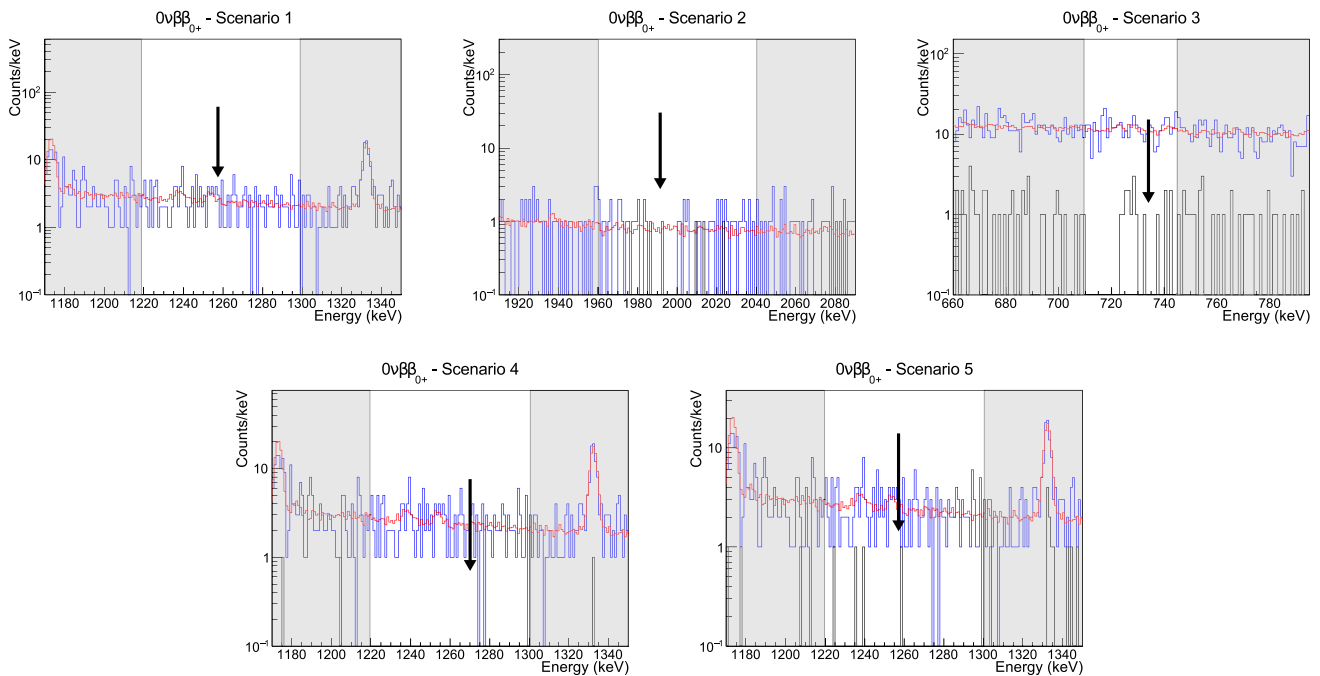 0νββ0+ - Scenario 1
Counts/keV
10²
10
1
10⁻¹
1180 1200 1220 1240 1260 1280 1300 1320 1340
Energy (keV)
0νββ0+ - Scenario 2
Counts/keV
10²
10
1
10⁻¹
1920 1940 1960 1980 2000 2020 2040 2060 2080
Energy (keV)
0νββ0+ - Scenario 3
Counts/keV
10²
10
1
10⁻¹
660 680 700 720 740 760 780
Energy (keV)
0νββ0+ - Scenario 4
Counts/keV
10
1
10⁻¹
1180 1200 1220 1240 1260 1280 1300 1320 1340
Energy (keV)
0νββ0+ - Scenario 5
Counts/keV
10
1
10⁻¹
1180 1200 1220 1240 1260 1280 1300 1320 1340
Energy (keV)